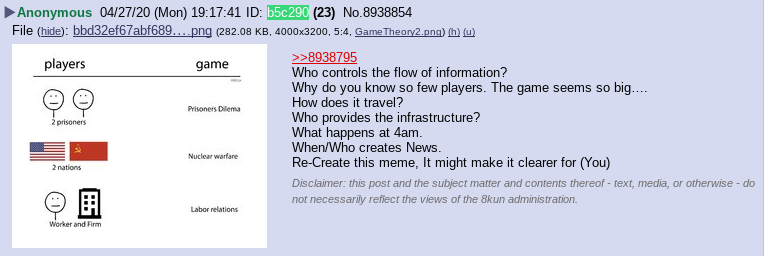 Anonymous 04/27/20 (Mon) 19:17:41 ID: b5c290 (23) No.8938854
File (hide): bbd32ef67abf689….png (282.08 KB, 4000x3200, 5:4, GameTheory2.png) (h) (u)
players game
Prisoners Dilema
2 prisoners
Nuclear warfare
2 nations
Labor relations
Worker and Firm
>>8938795
Who controls the flow of information?
Why do you know so few players. The game seems so big….
How does it travel?
Who provides the infrastructure?
What happens at 4am.
When/Who creates News.
Re-Create this meme, It might make it clearer for (You)
Disclaimer: this post and the subject matter and contents thereof - text, media, or otherwise - do
not necessarily reflect the views of the 8kun administration.